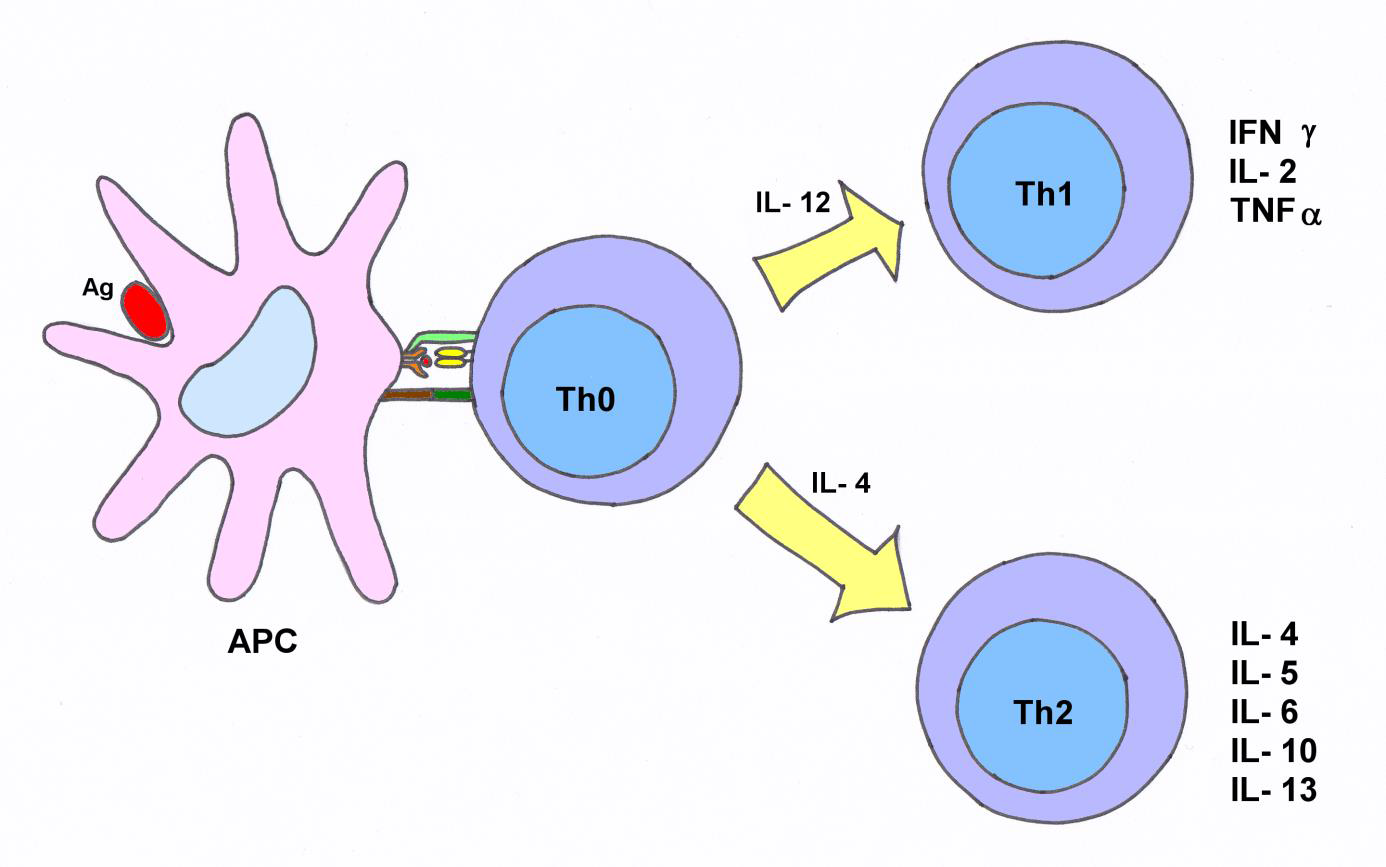 Ag
APC
Th0
IL- 12
IL- 4
Th1
IFN γ
IL- 2
TNF α
Th2
IL- 4
IL- 5
IL- 6
IL- 10
IL- 13